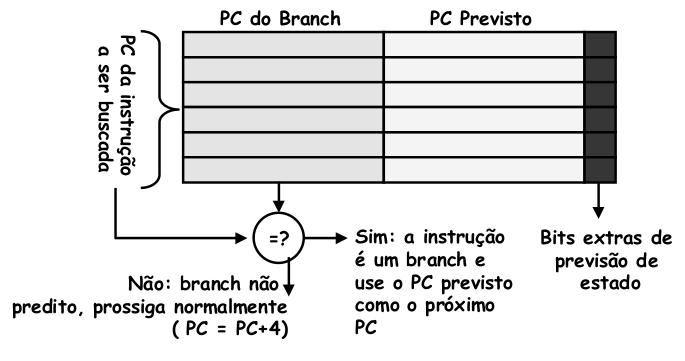 PC do Branch
PC Previsto
PC da instrução
a ser buscada
=?
Sim: a instrução
é um branch e
use o PC previsto
como o próximo
PC
Bits extras de
previsão de
estado
Não: branch não
predito, prossiga normalmente
( PC = PC+4)